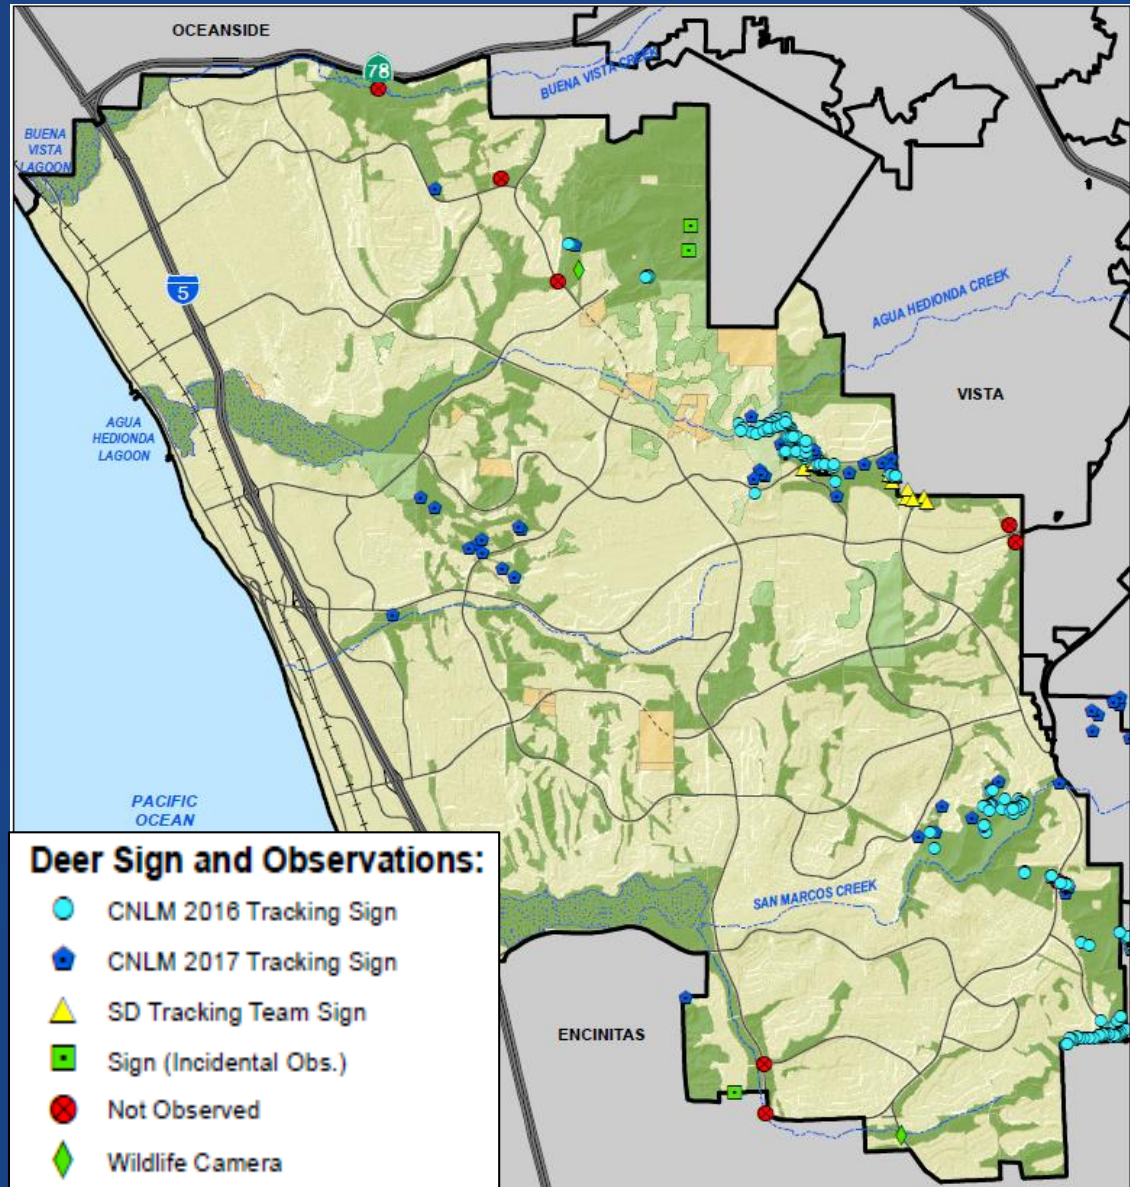 OCEANSIDE
78
BUENA VISTA CREEK
BUENA
VISTA
LAGOON
5
AGUA HEDIONDA CREEK
VISTA
AGUA
HEDIONDA
LAGOON
PACIFIC
OCEAN
SAN MARCOS CREEK
ENCINITAS
Deer Sign and Observations:
CNLM 2016 Tracking Sign
CNLM 2017 Tracking Sign
SD Tracking Team Sign
Sign (Incidental Obs.)
Not Observed
Wildlife Camera